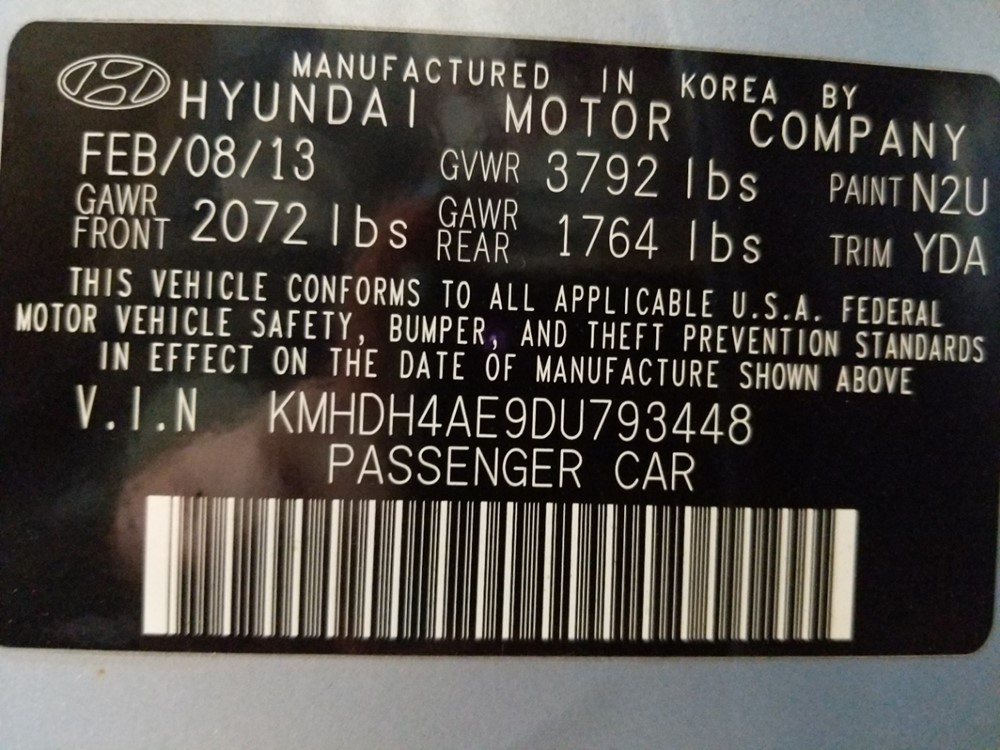 MANUFACTURED IN KOREA BY
HYUNDAI MOTOR COMPANY
FEB/08/13 GVWR 3792 lbs PAINT N2U
GAWR FRONT 2072 lbs GAWR REAR 1764 lbs TRIM YDA
THIS VEHICLE CONFORMS TO ALL APPLICABLE U.S.A. FEDERAL
MOTOR VEHICLE SAFETY, BUMPER, AND THEFT PREVENTION STANDARDS
IN EFFECT ON THE DATE OF MANUFACTURE SHOWN ABOVE
V.I.N KMHDH4AE9DU793448
PASSENGER CAR